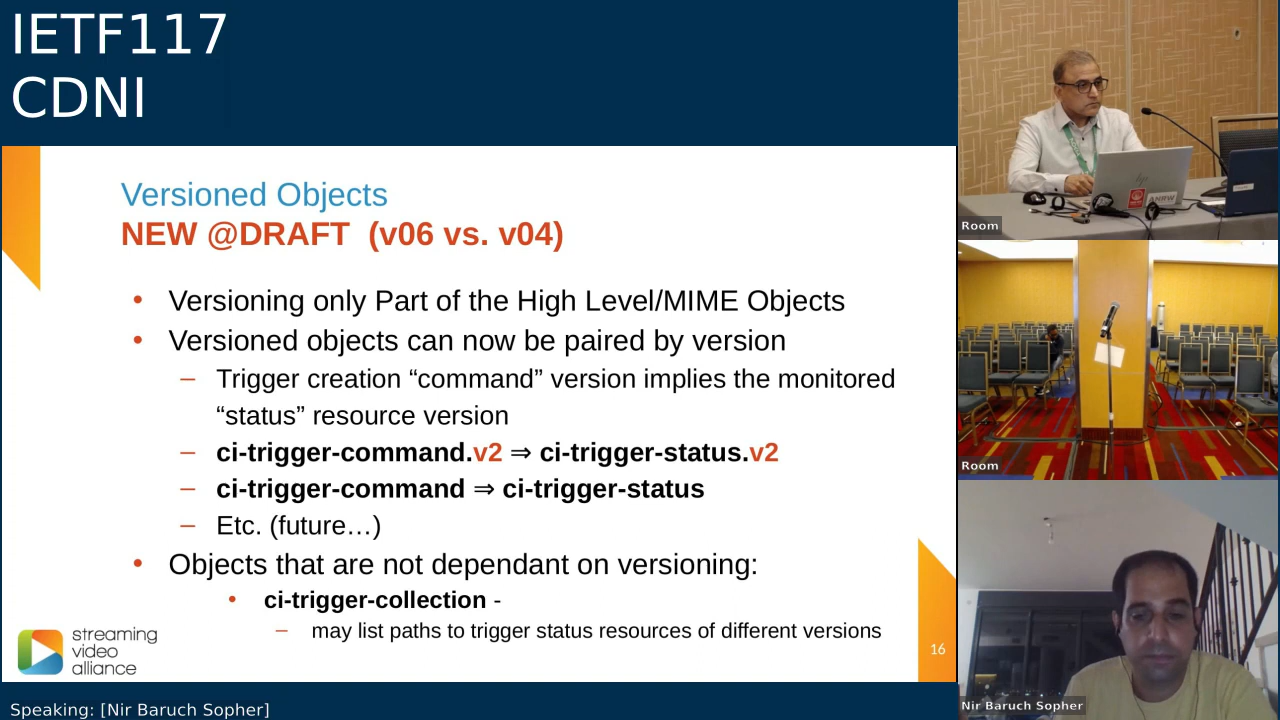 IETF117
CDNI
Versioned Objects
NEW @DRAFT (v06 vs. v04)
• Versioning only Part of the High Level/MIME Objects
• Versioned objects can now be paired by version
– Trigger creation “command” version implies the monitored
“status” resource version
– ci-trigger-command.v2 ⇒ ci-trigger-status.v2
– ci-trigger-command ⇒ ci-trigger-status
– Etc. (future…)
• Objects that are not dependant on versioning:
• ci-trigger-collection -
– may list paths to trigger status resources of different versions
streaming
video
alliance
16
Speaking: [Nir Baruch Sopher]
Room
hp
ANRW
Room
Nir Baruch Sopher